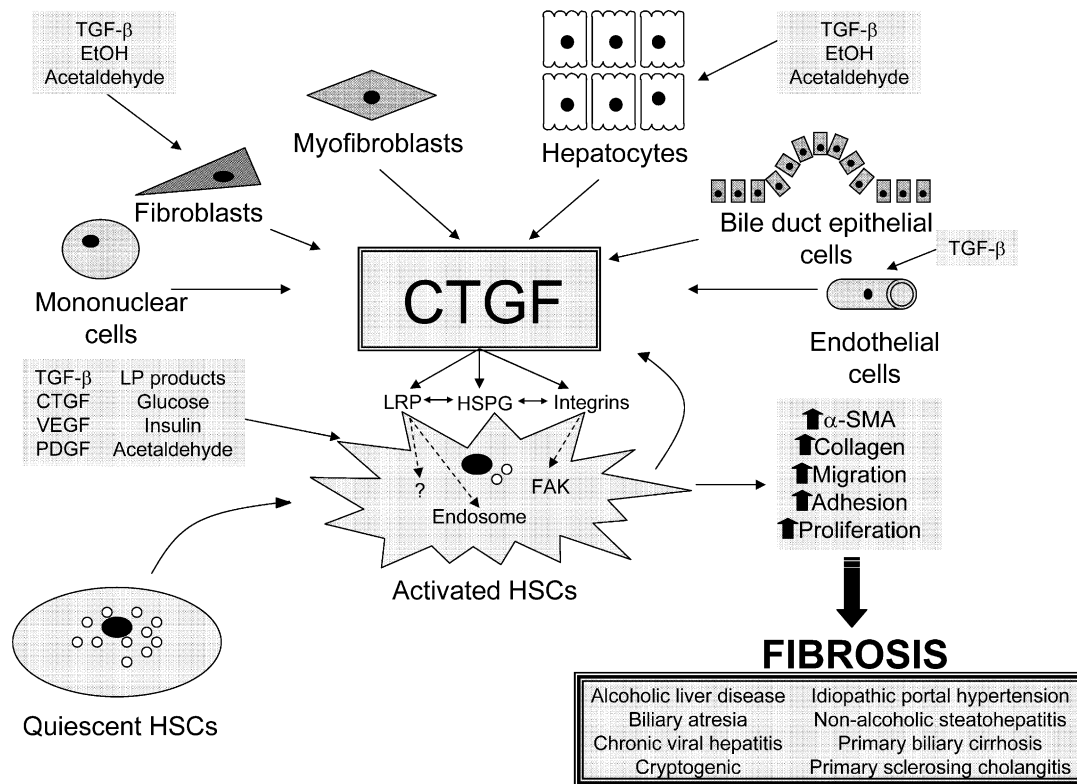 TGF-β
EtOH
Acetaldehyde
TGF-β
EtOH
Acetaldehyde
Myofibroblasts
Hepatocytes
Fibroblasts
Bile duct epithelial
cells
TGF-β
Mononuclear
cells
CTGF
Endothelial
cells
TGF-β LP products
CTGF Glucose
VEGF Insulin
PDGF Acetaldehyde
LRP HSPG Integrins
? FAK
Endosome
Activated HSCs
α-SMA
Collagen
Migration
Adhesion
Proliferation
Quiescent HSCs
FIBROSIS
Alcoholic liver disease Idiopathic portal hypertension
Biliary atresia Non-alcoholic steatohepatitis
Chronic viral hepatitis Primary biliary cirrhosis
Cryptogenic Primary sclerosing cholangitis